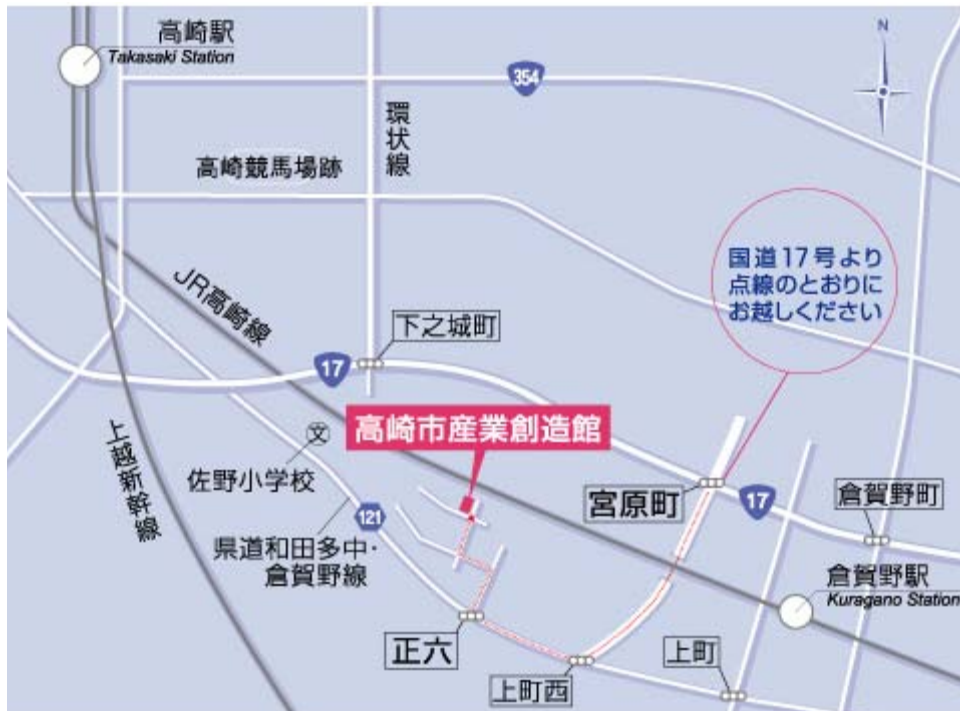 高崎駅
Takasaki Station
N
354
環状線
高崎競馬場跡
国道17号より
点線のとおりに
お越しください
JR高崎線
下之城町
17
高崎市産業創造館
文
佐野小学校
上越新幹線
宮原町
17
倉賀野町
121
県道和田多中・
倉賀野線
倉賀野駅
Kuragano Station
正六
上町西
上町